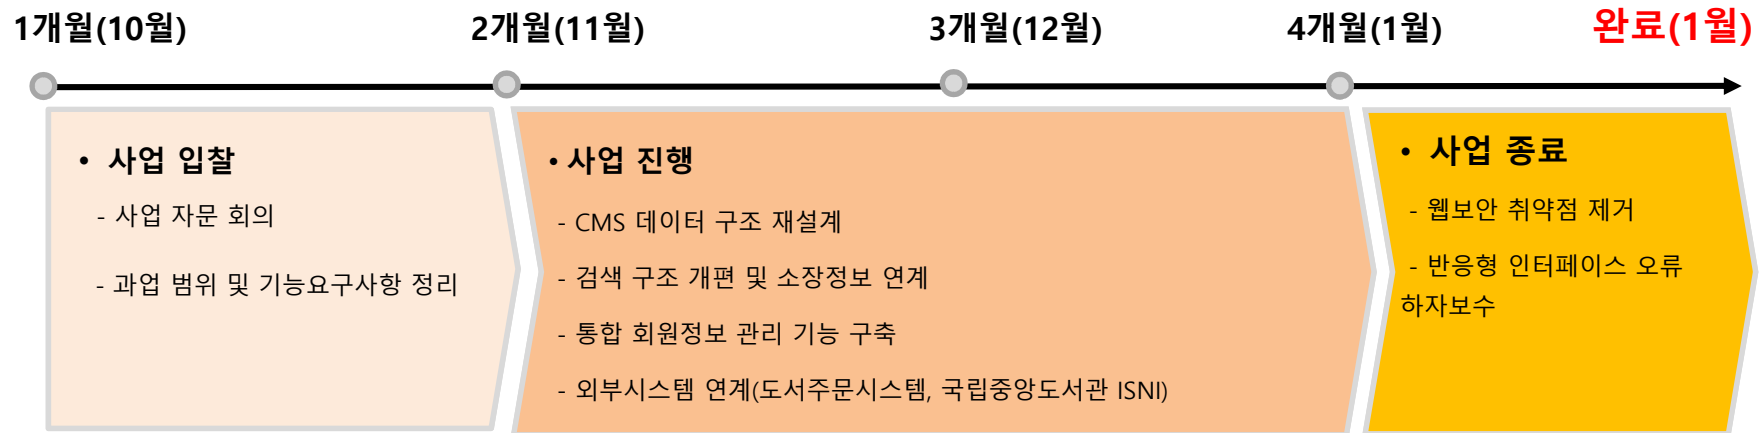 1개월(10월)
2개월(11월)
3개월(12월)
4개월(1월)
완료(1월)
• 사업 입찰
- 사업 자문 회의
- 과업 범위 및 기능요구사항 정리
• 사업 진행
- CMS 데이터 구조 재설계
- 검색 구조 개편 및 소장정보 연계
- 통합 회원정보 관리 기능 구축
- 외부시스템 연계(도서주문시스템, 국립중앙도서관 ISNI)
• 사업 종료
- 웹보안 취약점 제거
- 반응형 인터페이스 오류
하자보수